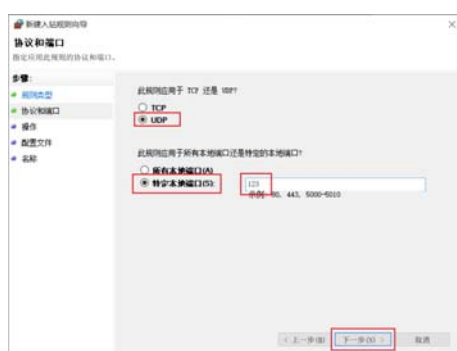 新建入站规则向导
协议和端口
指定应用此规则的协议和端口。
步骤:
规则类型
协议和端口
操作
配置文件
名称
此规则应用于 TCP 还是 UDP?
TCP
UDP
此规则应用于所有本地端口还是特定的本地端口?
所有本地端口(A)
特定本地端口(S):
123
示例: 80, 443, 5000-5010
< 上一步(B)
下一步(N) >
取消